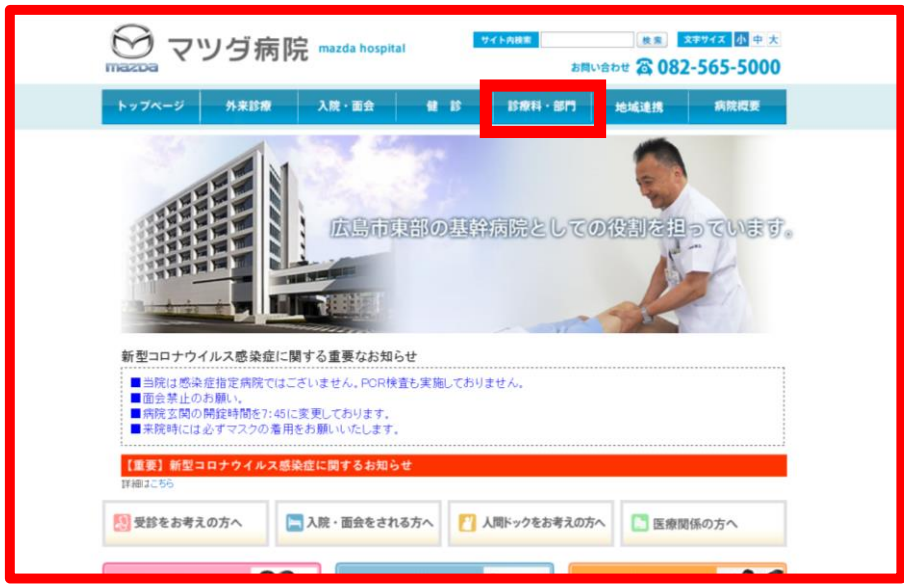 mazda マツダ病院 mazda hospital
サイト内検索 検索 文字サイズ 小 中 大
お問い合わせ 082-565-5000
トップページ 外来診療 入院・面会 健 診 診療科・部門 地域連携 病院概要
広島市東部の基幹病院としての役割を担っています。
新型コロナウイルス感染症に関する重要なお知らせ
■当院は感染症指定病院ではございません。PCR検査も実施しておりません。
■面会禁止のお願い。
■病院玄関の開錠時間を7:45に変更しております。
■来院時には必ずマスクの着用をお願いいたします。
【重要】新型コロナウイルス感染症に関するお知らせ
詳細はこちら
受診をお考えの方へ 入院・面会をされる方へ 人間ドックをお考えの方へ 医療関係の方へ